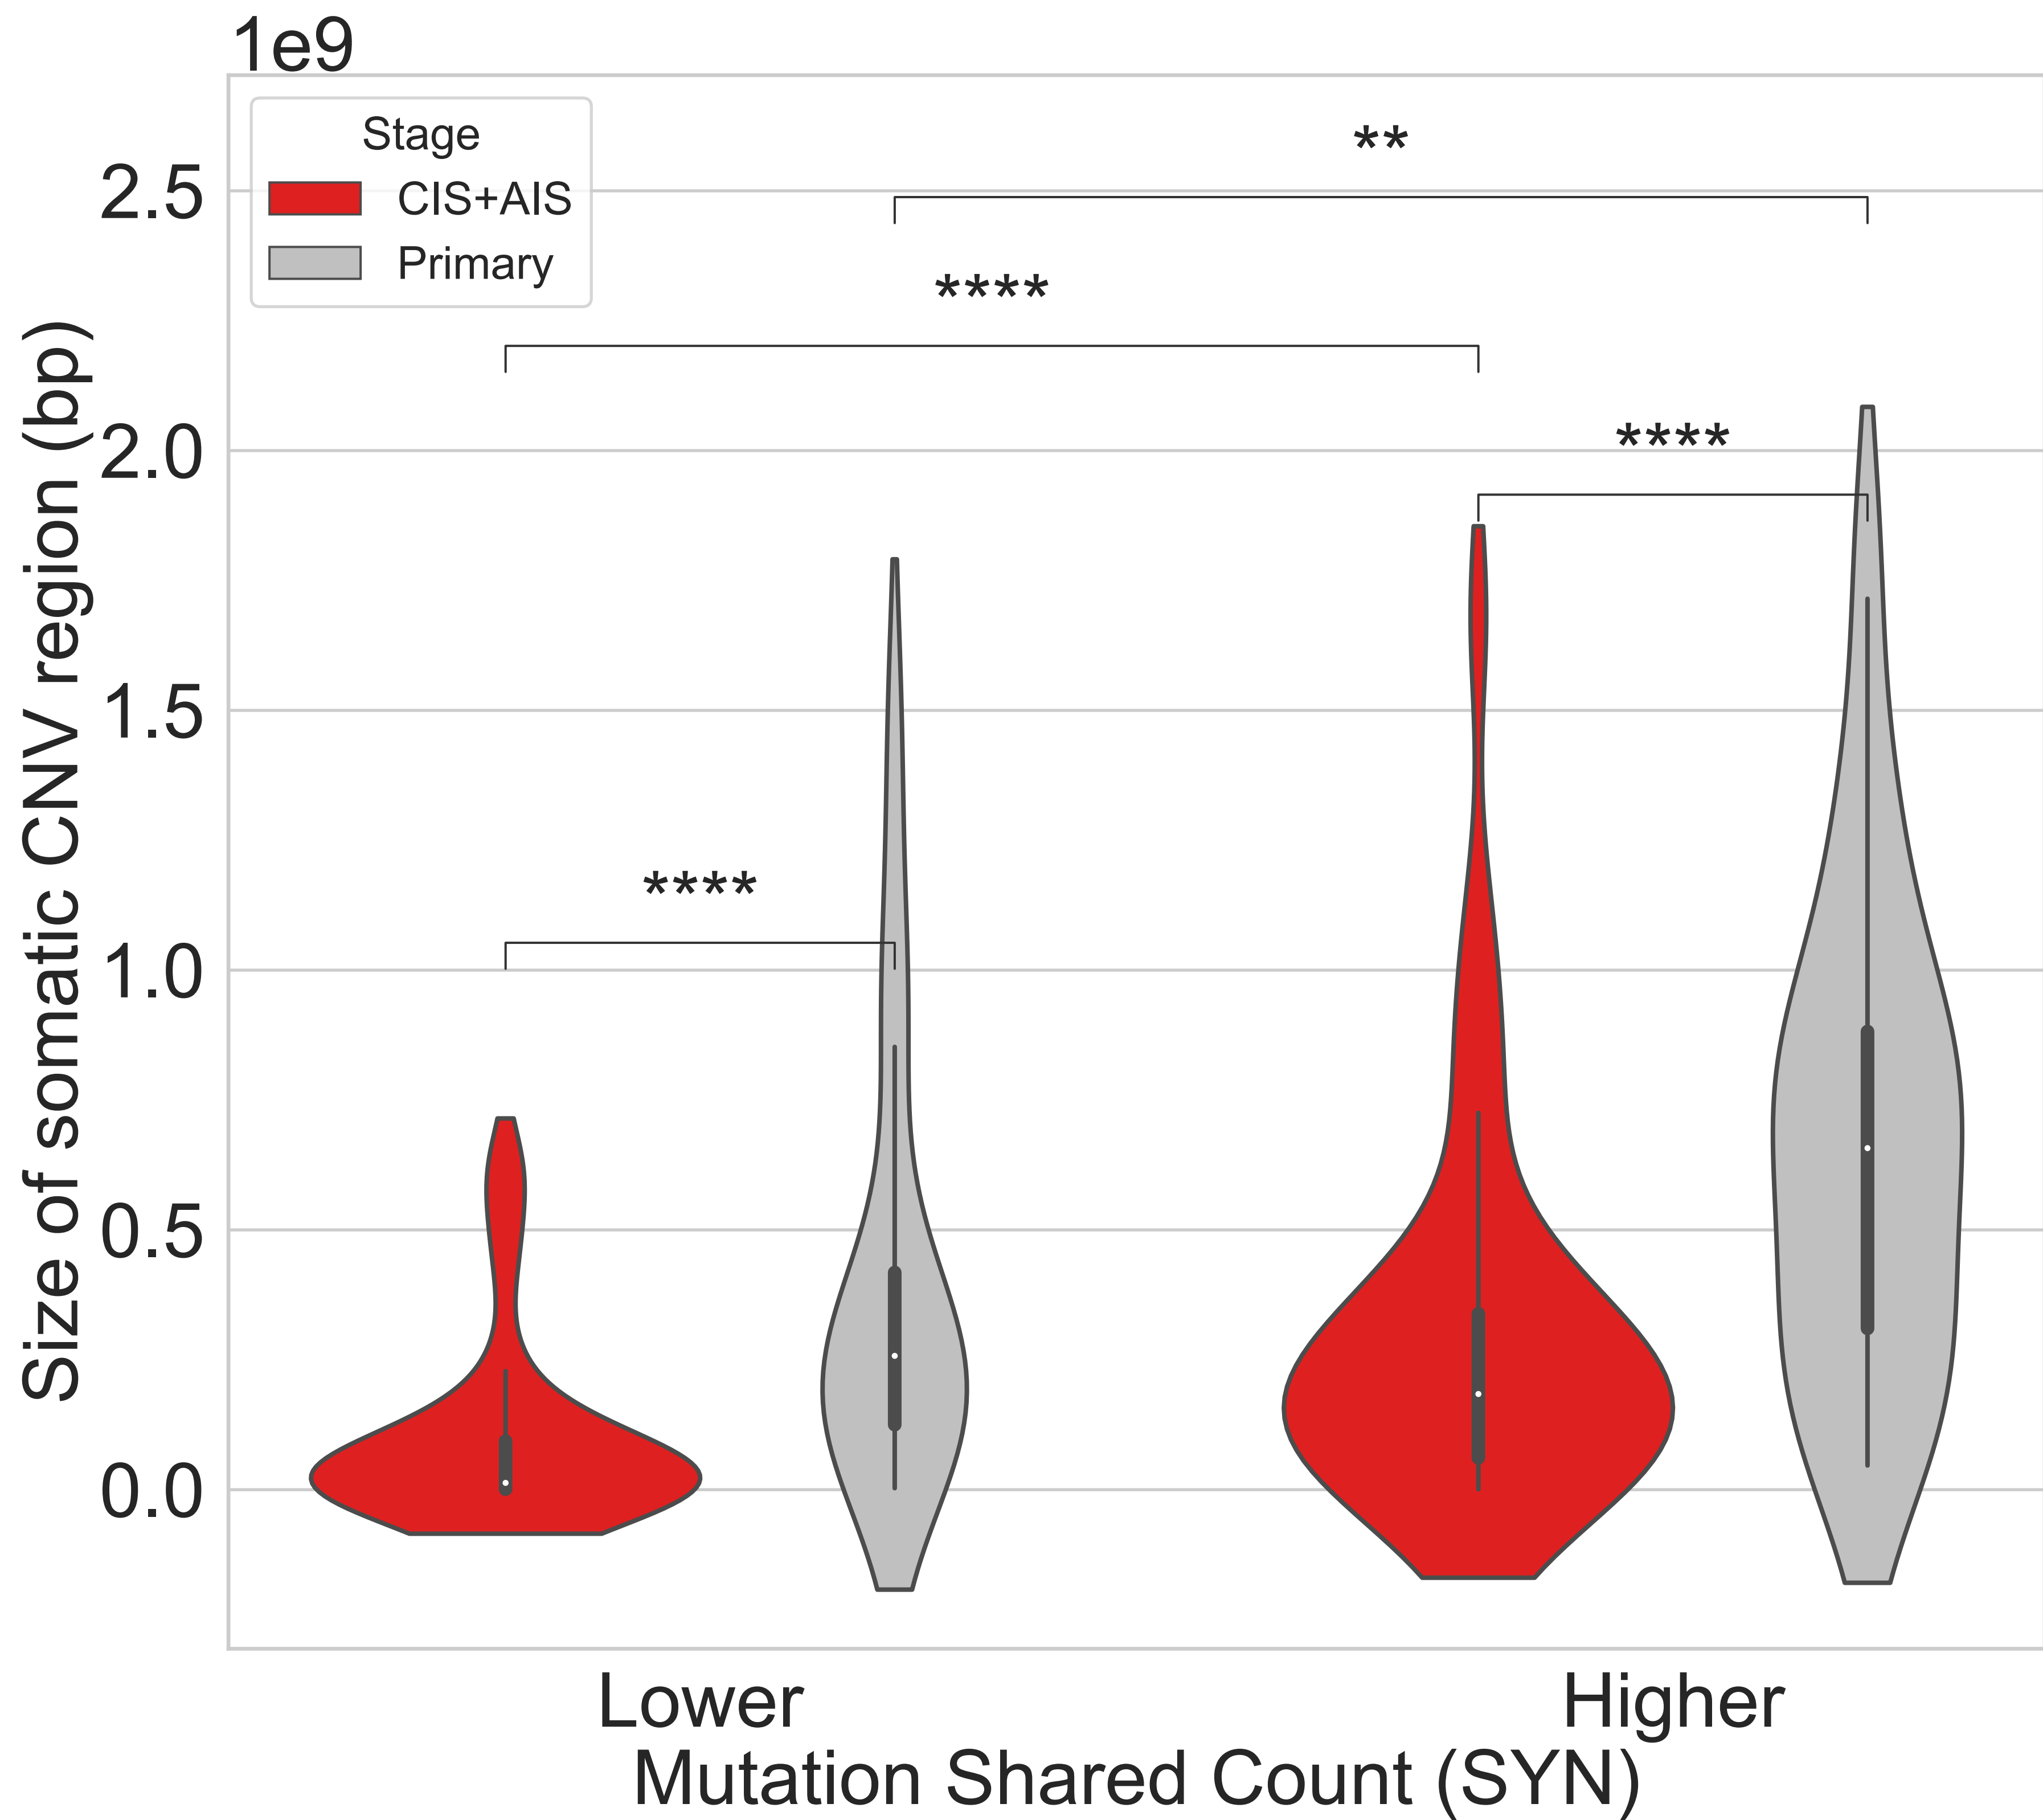 1e9
Stage
CIS+AIS
Primary
Size of somatic CNV region (bp)
2.5
2.0
1.5
1.0
0.5
0.0
**
****
****
****
Lower
Higher
Mutation Shared Count (SYN)